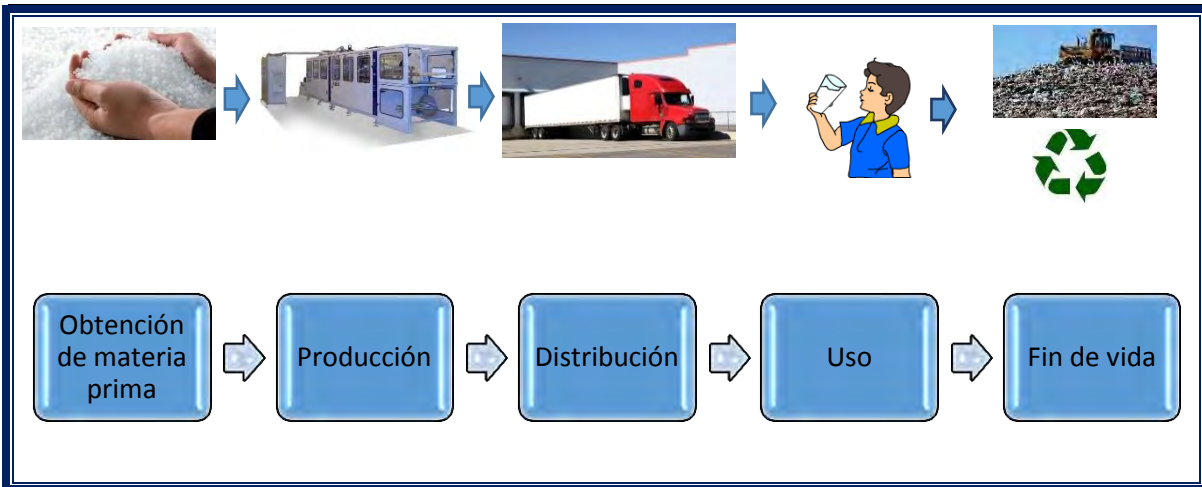 Obtención
de materia
prima
Producción
Distribución
Uso
Fin de vida